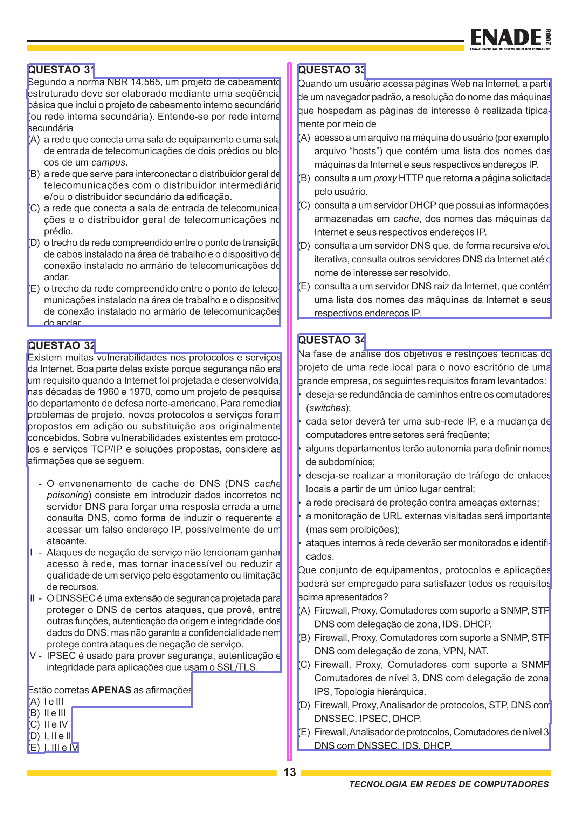 ENADE 2008
EXAME NACIONAL DE DESEMPENHO DOS ESTUDANTES
QUESTÃO 31
Segundo a norma NBR 14.565, um projeto de cabeamento
estruturado deve ser elaborado mediante uma seqüência
básica que inclui o projeto de cabeamento interno secundário
(ou rede interna secundária). Entende-se por rede interna
secundária
(A) a rede que conecta uma sala de equipamento e uma sala
de entrada de telecomunicações de dois prédios ou blo-
cos de um campus.
(B) a rede que serve para interconectar o distribuidor geral de
telecomunicações com o distribuidor intermediário
e/ou o distribuidor secundário da edificação.
(C) a rede que conecta a sala de entrada de telecomunica-
ções e o distribuidor geral de telecomunicações no
prédio.
(D) o trecho da rede compreendido entre o ponto de transição
de cabos instalado na área de trabalho e o dispositivo de
conexão instalado no armário de telecomunicações do
andar.
(E) o trecho da rede compreendido entre o ponto de teleco-
municações instalado na área de trabalho e o dispositivo
de conexão instalado no armário de telecomunicações
do andar.
QUESTÃO 32
Existem muitas vulnerabilidades nos protocolos e serviços
da Internet. Boa parte delas existe porque segurança não era
um requisito quando a Internet foi projetada e desenvolvida,
nas décadas de 1960 e 1970, como um projeto de pesquisa
do departamento de defesa norte-americano. Para remediar
problemas de projeto, novos protocolos e serviços foram
propostos em adição ou substituição aos originalmente
concebidos. Sobre vulnerabilidades existentes em protoco-
los e serviços TCP/IP e soluções propostas, considere as
afirmações que se seguem.
I - O envenenamento de cache do DNS (DNS cache
poisoning) consiste em introduzir dados incorretos no
servidor DNS para forçar uma resposta errada a uma
consulta DNS, como forma de induzir o requerente a
acessar um falso endereço IP, possivelmente de um
atacante.
II - Ataques de negação de serviço não tencionam ganhar
acesso à rede, mas tornar inacessível ou reduzir a
qualidade de um serviço pelo esgotamento ou limitação
de recursos.
III - O DNSSEC é uma extensão de segurança projetada para
proteger o DNS de certos ataques, que provê, entre
outras funções, autenticação da origem e integridade dos
dados do DNS, mas não garante a confidencialidade nem
protege contra ataques de negação de serviço.
IV - IPSEC é usado para prover segurança, autenticação e
integridade para aplicações que usam o SSL/TLS.
Estão corretas APENAS as afirmações
(A) I e III
(B) II e III
(C) II e IV
(D) I, II e III
(E) I, III e IV
QUESTÃO 33
Quando um usuário acessa páginas Web na Internet, a partir
de um navegador padrão, a resolução do nome das máquinas
que hospedam as páginas de interesse é realizada tipica-
mente por meio de
(A) acesso a um arquivo na máquina do usuário (por exemplo,
arquivo “hosts”) que contém uma lista dos nomes das
máquinas da Internet e seus respectivos endereços IP.
(B) consulta a um proxy HTTP que retorna a página solicitada
pelo usuário.
(C) consulta a um servidor DHCP que possui as informações,
armazenadas em cache, dos nomes das máquinas da
Internet e seus respectivos endereços IP.
(D) consulta a um servidor DNS que, de forma recursiva e/ou
iterativa, consulta outros servidores DNS da Internet até o
nome de interesse ser resolvido.
(E) consulta a um servidor DNS raiz da Internet, que contém
uma lista dos nomes das máquinas da Internet e seus
respectivos endereços IP.
QUESTÃO 34
Na fase de análise dos objetivos e restrições técnicas do
projeto de uma rede local para o novo escritório de uma
grande empresa, os seguintes requisitos foram levantados:
• deseja-se redundância de caminhos entre os comutadores
(switches);
• cada setor deverá ter uma sub-rede IP, e a mudança de
computadores entre setores será freqüente;
• alguns departamentos terão autonomia para definir nomes
de subdomínios;
• deseja-se realizar a monitoração de tráfego de enlaces
locais a partir de um único lugar central;
• a rede precisará de proteção contra ameaças externas;
• a monitoração de URL externas visitadas será importante
(mas sem proibições);
• ataques internos à rede deverão ser monitorados e identifi-
cados.
Que conjunto de equipamentos, protocolos e aplicações
poderá ser empregado para satisfazer todos os requisitos
acima apresentados?
(A) Firewall, Proxy, Comutadores com suporte a SNMP, STP,
DNS com delegação de zona, IDS, DHCP.
(B) Firewall, Proxy, Comutadores com suporte a SNMP, STP,
DNS com delegação de zona, VPN, NAT.
(C) Firewall, Proxy, Comutadores com suporte a SNMP,
Comutadores de nível 3, DNS com delegação de zona,
IPS, Topologia hierárquica.
(D) Firewall, Proxy, Analisador de protocolos, STP, DNS com
DNSSEC, IPSEC, DHCP.
(E) Firewall, Analisador de protocolos, Comutadores de nível 3,
DNS com DNSSEC, IDS, DHCP.
13
TECNOLOGIA EM REDES DE COMPUTADORES